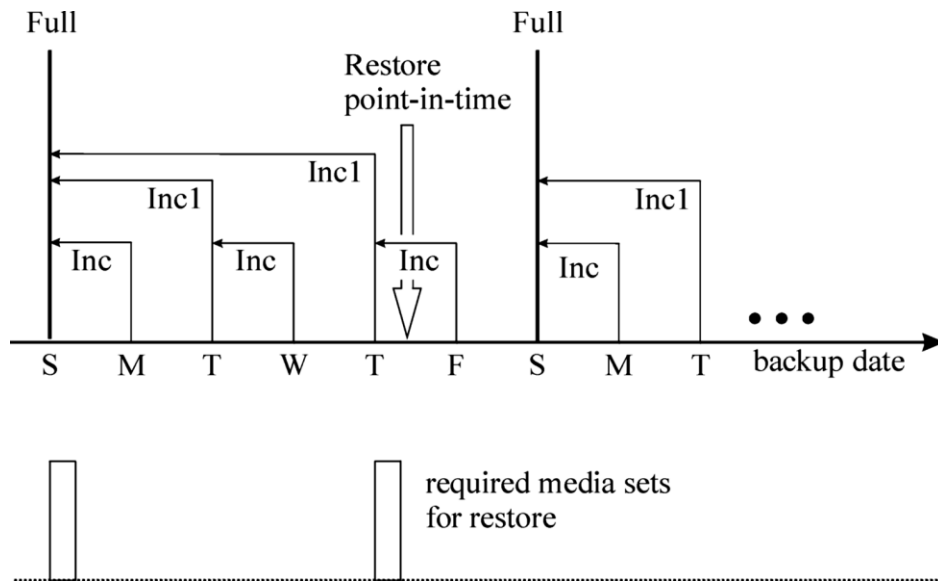 Full
Full
Restore
point-in-time
Inc1
Inc1
Inc1
Inc
Inc
Inc
Inc
S M T W T F S M T backup date
required media sets
for restore